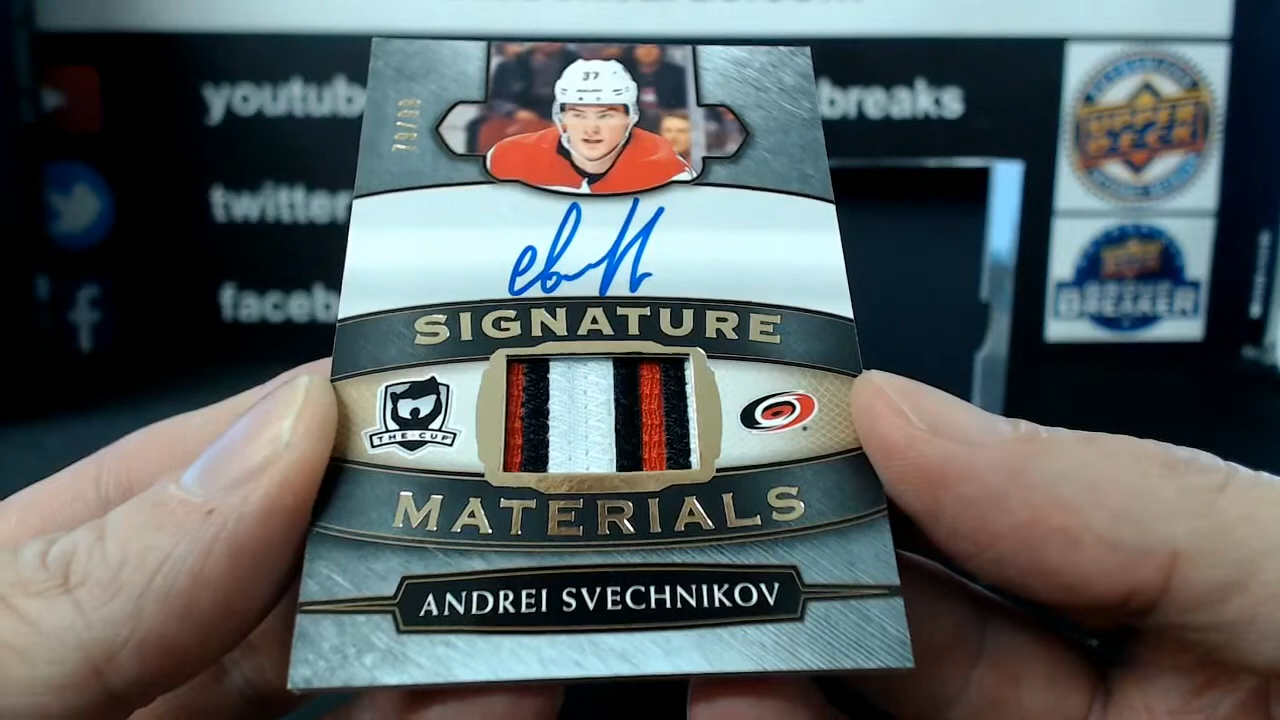 youtub
breaks
twitter
faceb
79/99
37
UPPER
DECK
BREAKER
SIGNATURE
THE CUP
MATERIALS
ANDREI SVECHNIKOV